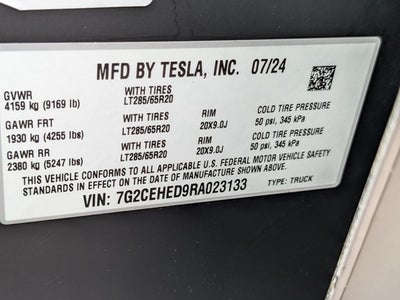 MFD BY TESLA, INC. 07/24
GVWR WITH TIRES
4159 kg (9169 lb) LT285/65R20
GAWR FRT WITH TIRES RIM COLD TIRE PRESSURE
1930 kg (4255 lbs) LT285/65R20 20X9.0J 50 psi, 345 kPa
GAWR RR WITH TIRES RIM COLD TIRE PRESSURE
2380 kg (5247 lbs) LT285/65R20 20X9.0J 50 psi, 345 kPa
THIS VEHICLE CONFORMS TO ALL APPLICABLE U.S. FEDERAL MOTOR VEHICLE SAFETY
STANDARDS IN EFFECT ON THE DATE OF MANUFACTURE SHOWN ABOVE.
VIN: 7G2CEHED9RA023133 TYPE: TRUCK